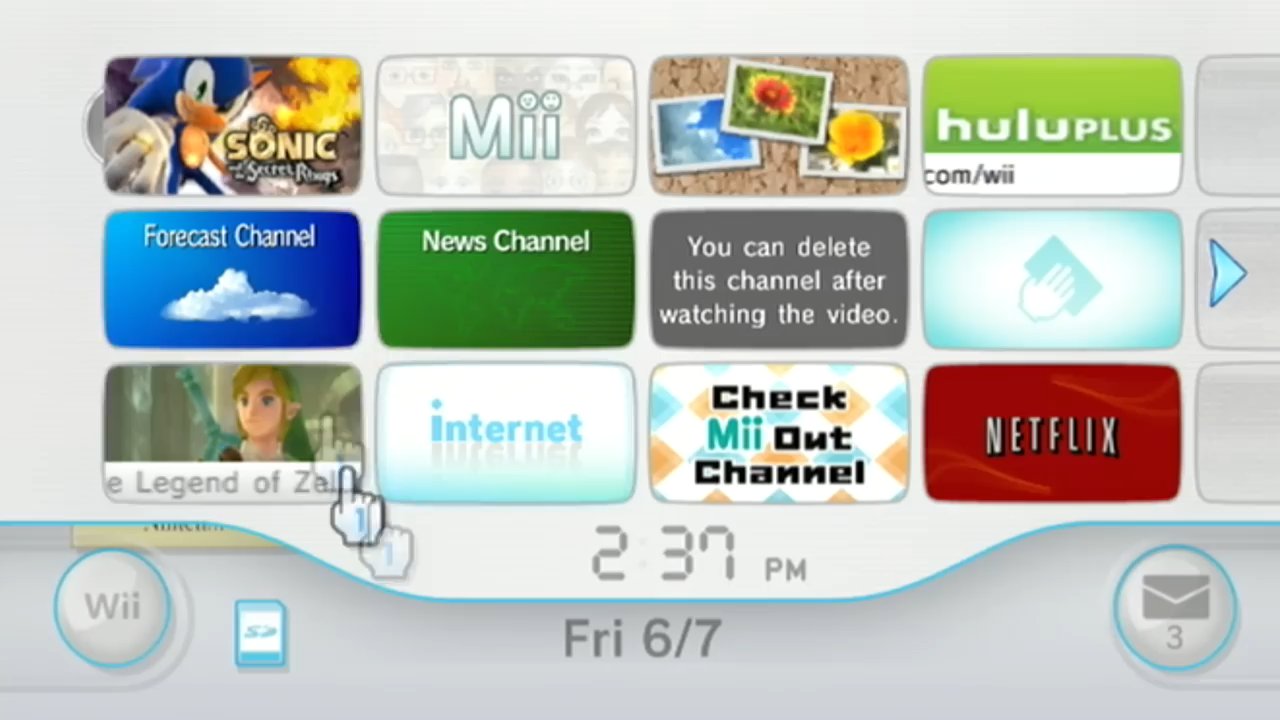 SONIC
and the Secret Rings
Mii
huluPLUS
com/wii
Forecast Channel
News Channel
You can delete
this channel after
watching the video.
e Legend of Zel
internet
Check
Mii Out
Channel
NETFLIX
1
1
2:37 PM
Wii
SD
Fri 6/7
3